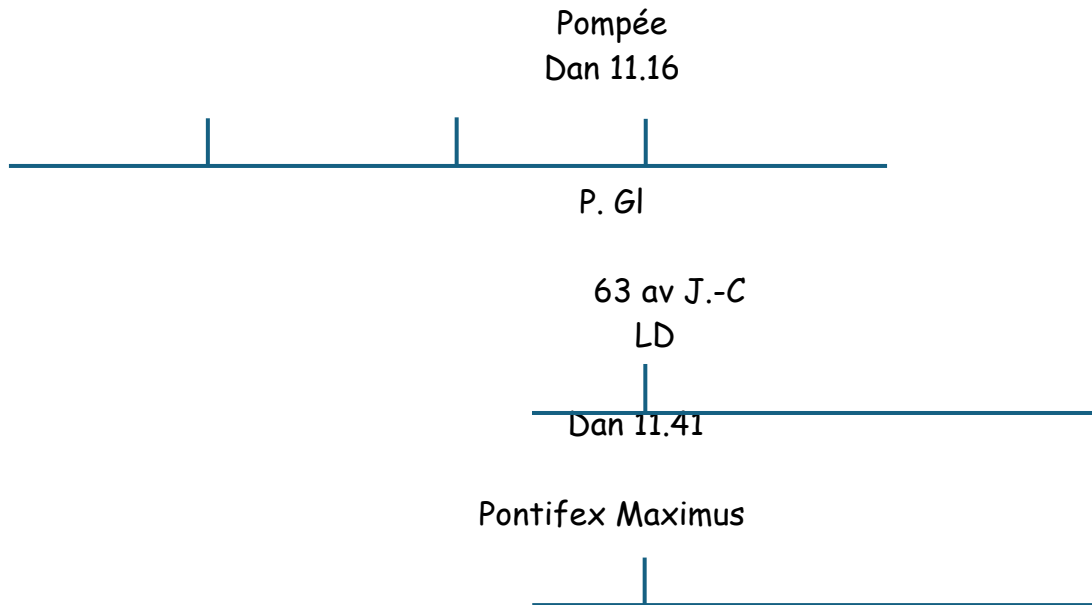 Pompée
Dan 11.16
P. Gl
63 av J.-C
LD
Dan 11.41
Pontifex Maximus